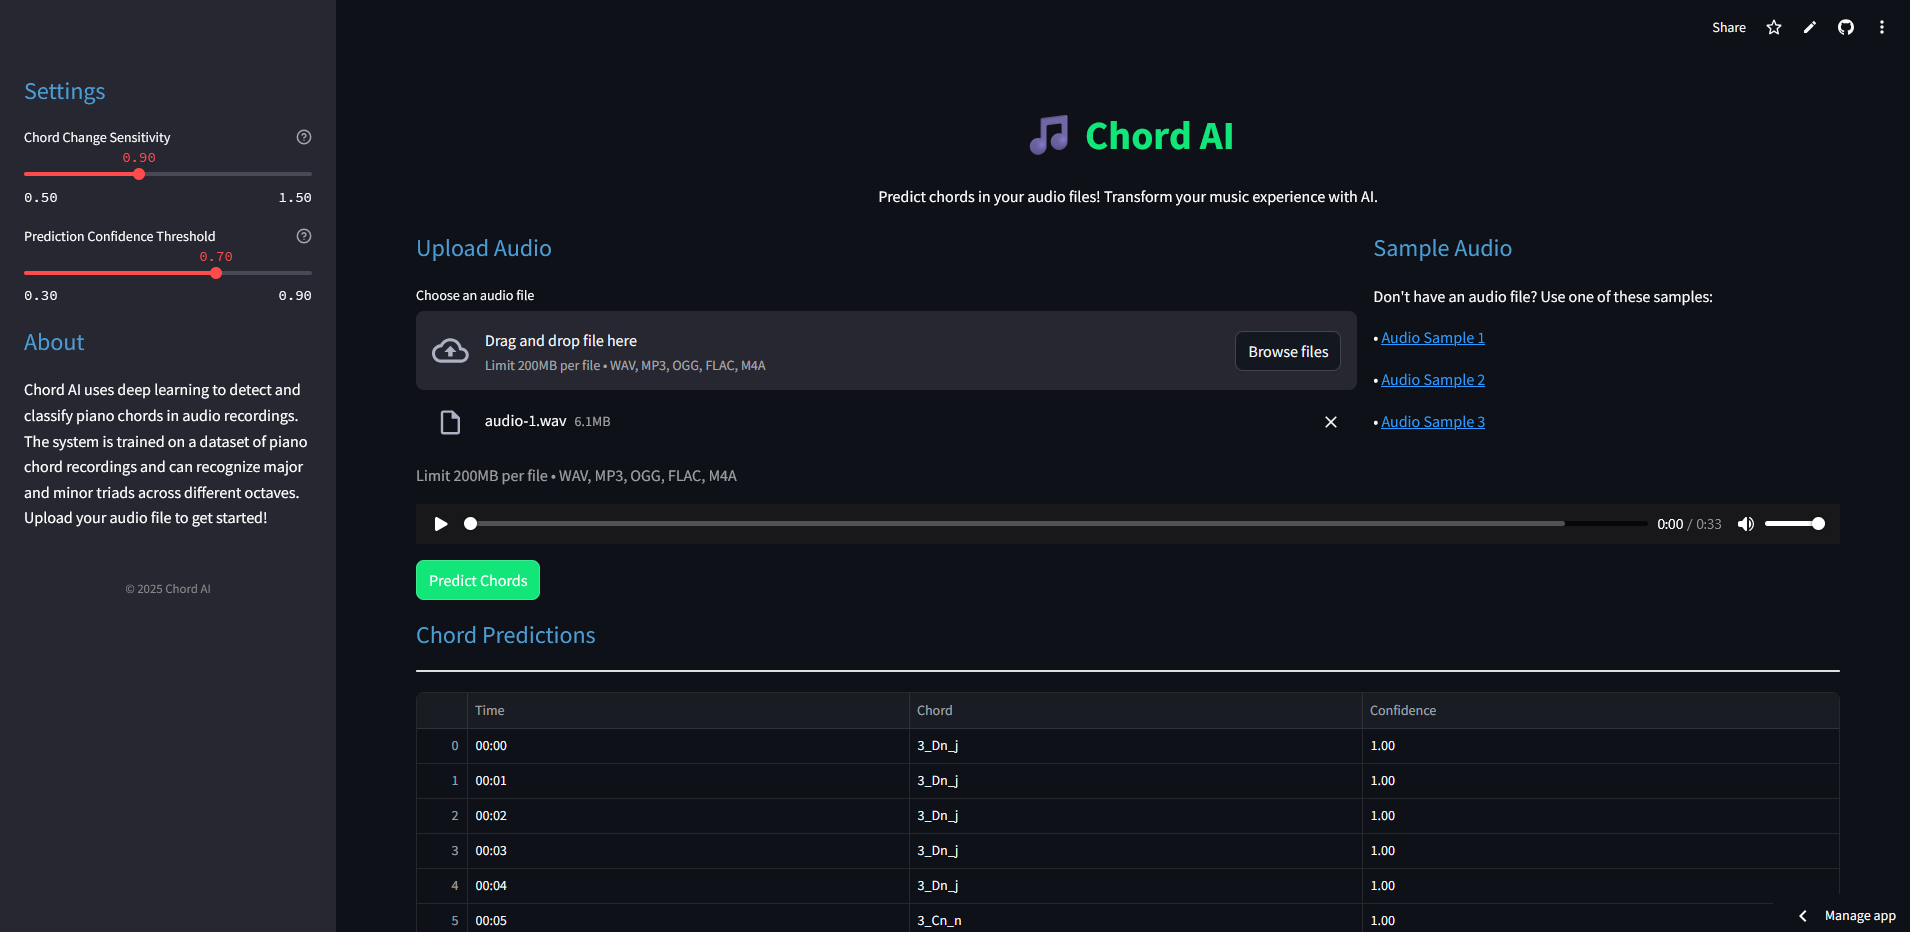 Share
Settings
Chord Change Sensitivity
0.90
0.50 1.50
Prediction Confidence Threshold
0.70
0.30 0.90
About
Chord AI uses deep learning to detect and
classify piano chords in audio recordings.
The system is trained on a dataset of piano
chord recordings and can recognize major
and minor triads across different octaves.
Upload your audio file to get started!
© 2025 Chord AI
Chord AI
Predict chords in your audio files! Transform your music experience with AI.
Upload Audio
Choose an audio file
Drag and drop file here
Limit 200MB per file • WAV, MP3, OGG, FLAC, M4A
Browse files
audio-1.wav 6.1MB
Limit 200MB per file • WAV, MP3, OGG, FLAC, M4A
Sample Audio
Don't have an audio file? Use one of these samples:
• Audio Sample 1
• Audio Sample 2
• Audio Sample 3
0:00 / 0:33
Predict Chords
Chord Predictions
Time Chord Confidence
0 00:00 3_Dn_j 1.00
1 00:01 3_Dn_j 1.00
2 00:02 3_Dn_j 1.00
3 00:03 3_Dn_j 1.00
4 00:04 3_Dn_j 1.00
5 00:05 3_Cn_n 1.00
Manage app